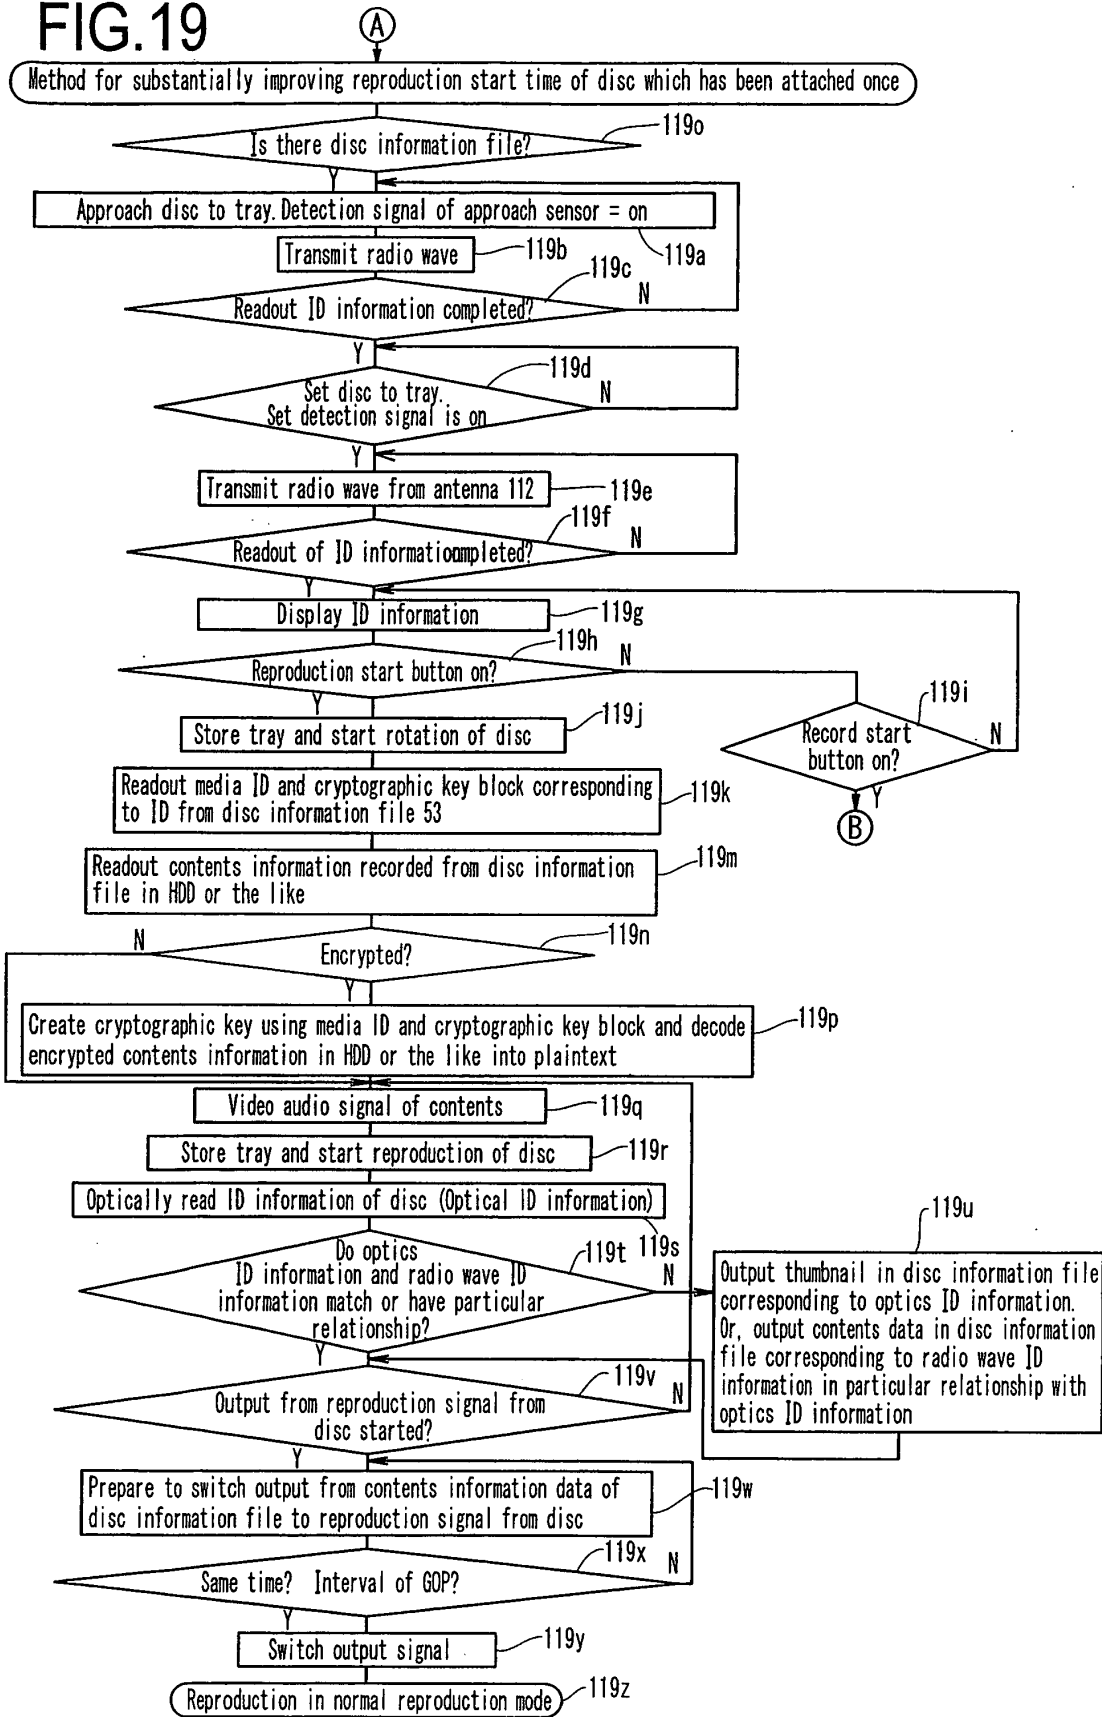 FIG.19
A
Method for substantially improving reproduction start time of disc which has been attached once
Is there disc information file?
119o
Y
Approach disc to tray. Detection signal of approach sensor = on
119a
Transmit radio wave
119b
119c
Readout ID information completed?
N
Y
119d
Set disc to tray.
Set detection signal is on
N
Y
Transmit radio wave from antenna 112
119e
119f
Readout of ID informationcompleted?
N
Y
Display ID information
119g
119h
Reproduction start button on?
N
Y
119i
Record start
button on?
N
Y
B
119j
Store tray and start rotation of disc
Readout media ID and cryptographic key block corresponding
to ID from disc information file 53
119k
Readout contents information recorded from disc information
file in HDD or the like
119m
119n
Encrypted?
N
Y
Create cryptographic key using media ID and cryptographic key block and decode
encrypted contents information in HDD or the like into plaintext
119p
Video audio signal of contents
119q
Store tray and start reproduction of disc
119r
Optically read ID information of disc (Optical ID information)
119s
119t
Do optics
ID information and radio wave ID
information match or have particular
relationship?
N
Y
119u
Output thumbnail in disc information file
corresponding to optics ID information.
Or, output contents data in disc information
file corresponding to radio wave ID
information in particular relationship with
optics ID information
119v
Output from reproduction signal from
disc started?
N
Y
Prepare to switch output from contents information data of
disc information file to reproduction signal from disc
119w
119x
Same time? Interval of GOP?
N
Y
Switch output signal
119y
Reproduction in normal reproduction mode
119z